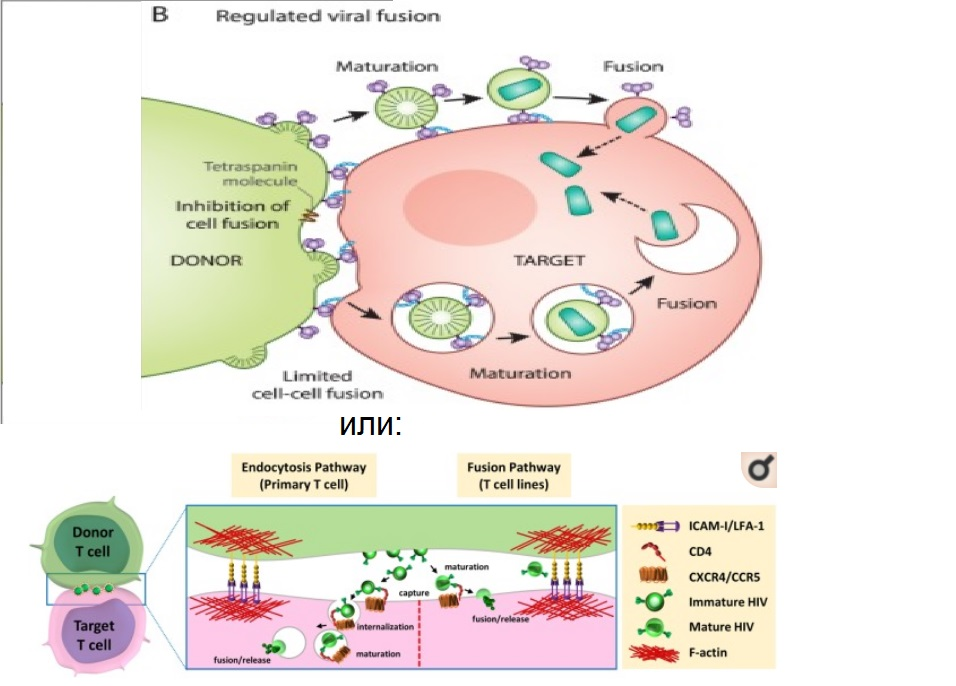 B Regulated viral fusion
Maturation
Fusion
Tetraspanin
molecule
Inhibition of
cell fusion
DONOR
TARGET
Fusion
Maturation
Limited
cell-cell fusion
или:
Endocytosis Pathway
(Primary T cell)
Fusion Pathway
(T cell lines)
Donor
T cell
Target
T cell
maturation
capture
internalization
fusion/release
maturation
fusion/release
ICAM-I/LFA-1
CD4
CXCR4/CCR5
Immature HIV
Mature HIV
F-actin